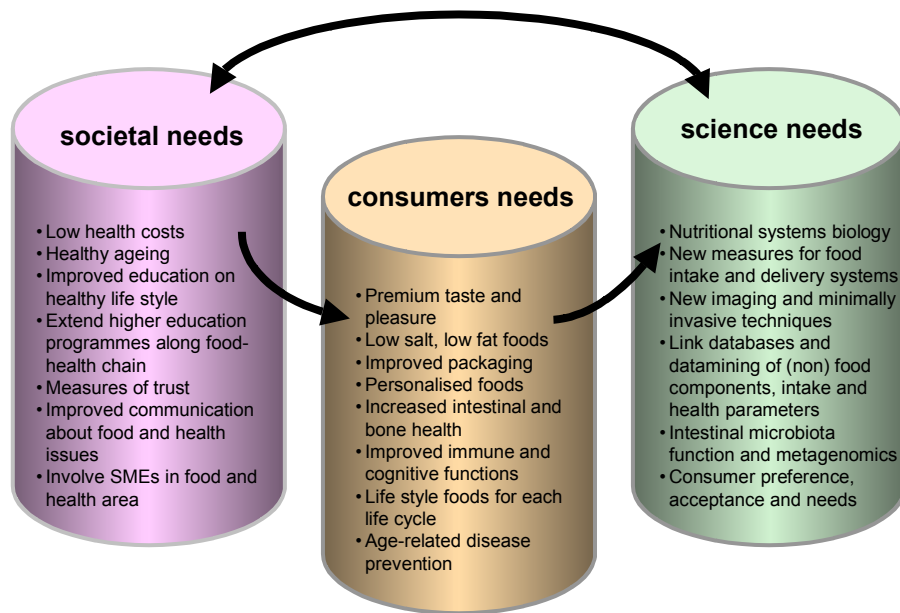 societal needs
• Low health costs
• Healthy ageing
• Improved education on
healthy life style
• Extend higher education
programmes along food-
health chain
• Measures of trust
• Improved communication
about food and health
issues
• Involve SMEs in food and
health area
consumers needs
• Premium taste and
pleasure
• Low salt, low fat foods
• Improved packaging
• Personalised foods
• Increased intestinal and
bone health
• Improved immune and
cognitive functions
• Life style foods for each
life cycle
• Age-related disease
prevention
science needs
• Nutritional systems biology
• New measures for food
intake and delivery systems
• New imaging and minimally
invasive techniques
• Link databases and
datamining of (non) food
components, intake and
health parameters
• Intestinal microbiota
function and metagenomics
• Consumer preference,
acceptance and needs